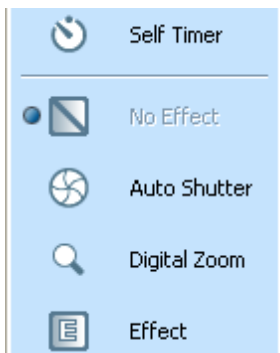 Self Timer
No Effect
Auto Shutter
Digital Zoom
E Effect